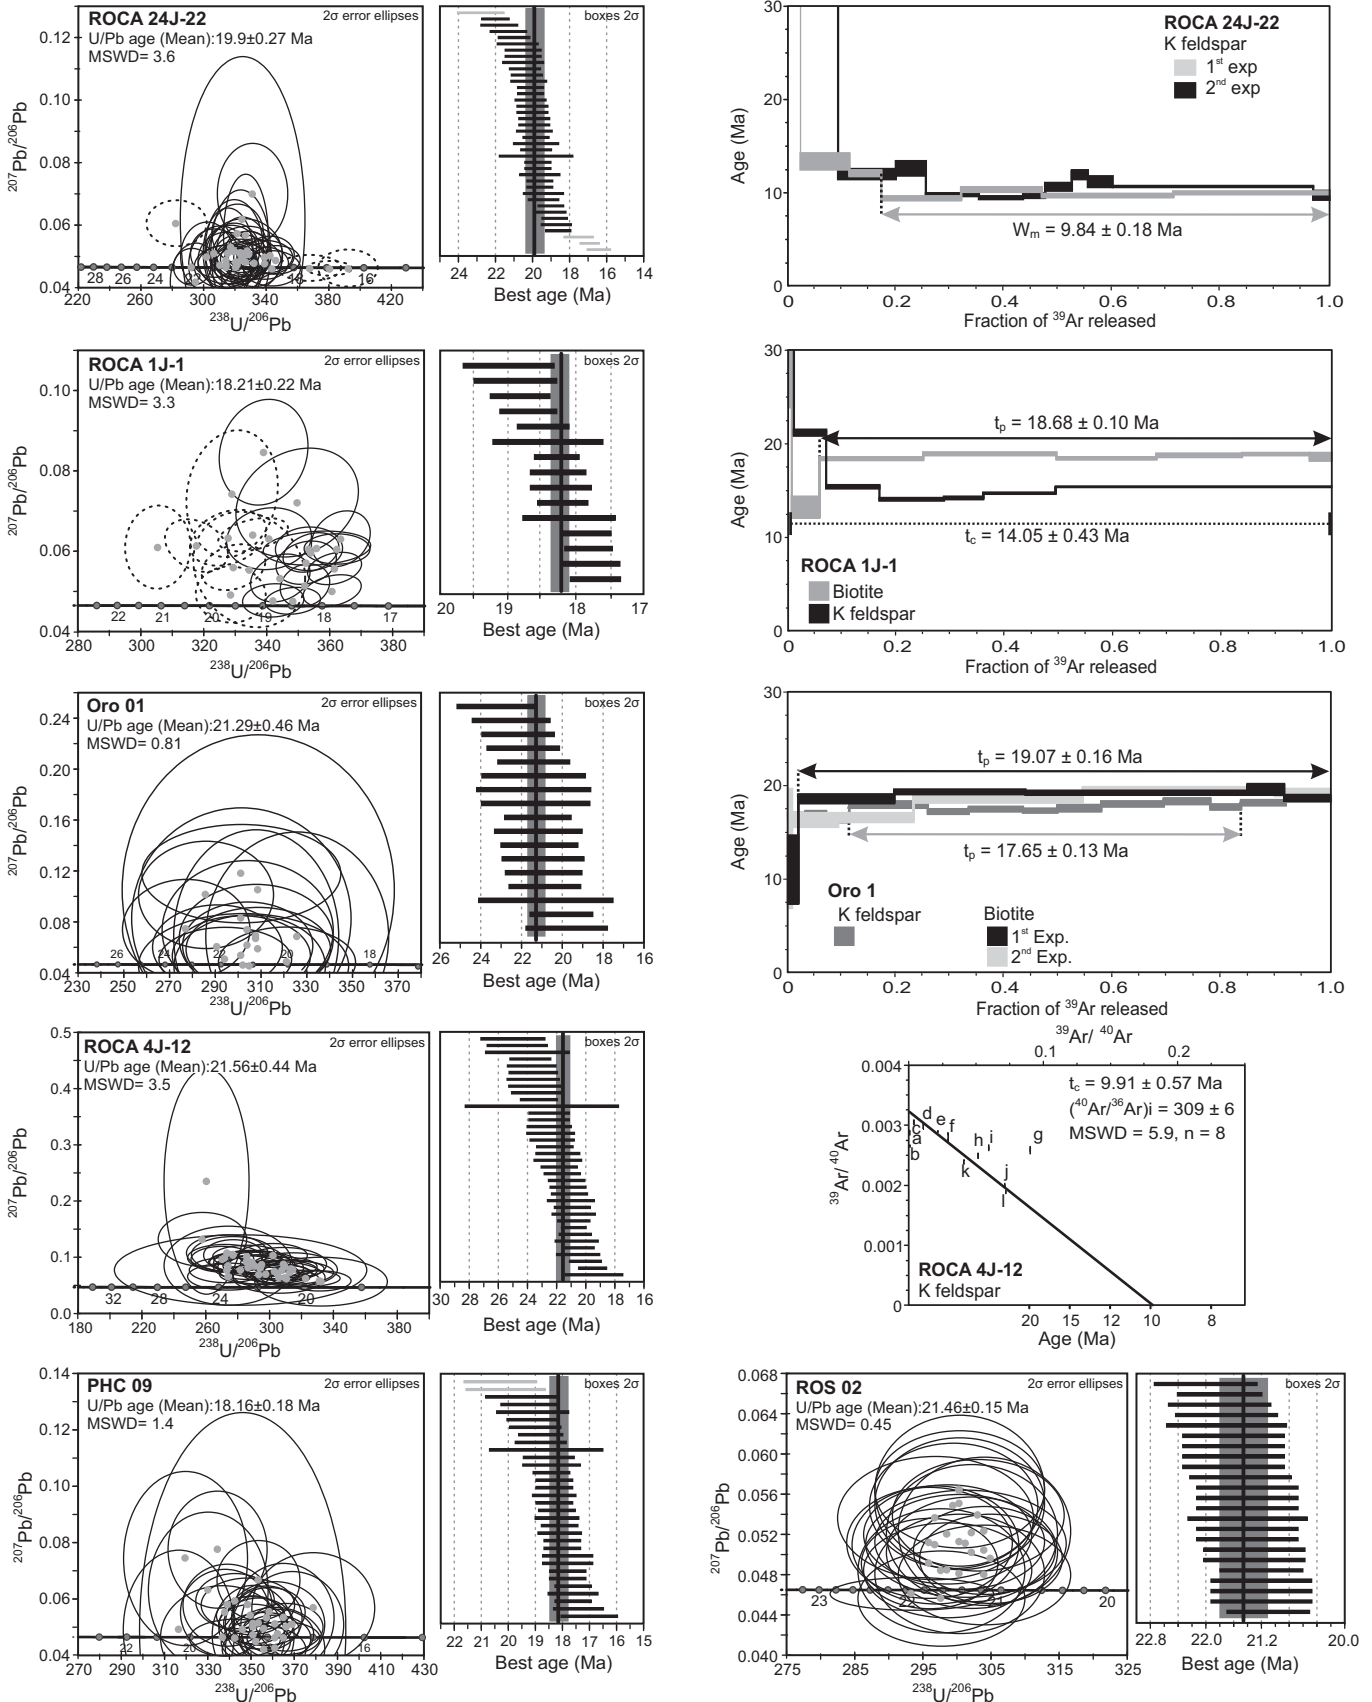 ROCA 24J-22
2σ error ellipses
U/Pb age (Mean):19.9±0.27 Ma
MSWD= 3.6
²⁰⁷Pb/²⁰⁶Pb
0.12
0.10
0.08
0.06
0.04
28 26 24 22 18 16
220 260 300 340 380 420
²³⁸U/²⁰⁶Pb
boxes 2σ
24 22 20 18 16 14
Best age (Ma)
ROCA 24J-22
K feldspar
1ˢᵗ exp
2ⁿᵈ exp
Age (Ma)
30
20
10
0
Wₘ = 9.84 ± 0.18 Ma
0 0.2 0.4 0.6 0.8 1.0
Fraction of ³⁹Ar released
ROCA 1J-1
2σ error ellipses
U/Pb age (Mean):18.21±0.22 Ma
MSWD= 3.3
²⁰⁷Pb/²⁰⁶Pb
0.10
0.08
0.06
0.04
22 21 20 19 18 17
280 300 320 340 360 380
²³⁸U/²⁰⁶Pb
boxes 2σ
20 19 18 17
Best age (Ma)
Age (Ma)
30
20
10
0
tₚ = 18.68 ± 0.10 Ma
t_c = 14.05 ± 0.43 Ma
ROCA 1J-1
Biotite
K feldspar
0 0.2 0.4 0.6 0.8 1.0
Fraction of ³⁹Ar released
Oro 01
2σ error ellipses
U/Pb age (Mean):21.29±0.46 Ma
MSWD= 0.81
²⁰⁷Pb/²⁰⁶Pb
0.24
0.20
0.16
0.12
0.08
0.04
26 24 22 20 18
230 250 270 290 310 330 350 370
²³⁸U/²⁰⁶Pb
boxes 2σ
26 24 22 20 18 16
Best age (Ma)
Age (Ma)
30
20
10
0
tₚ = 19.07 ± 0.16 Ma
tₚ = 17.65 ± 0.13 Ma
Oro 1
K feldspar
Biotite
1ˢᵗ Exp.
2ⁿᵈ Exp.
0 0.2 0.4 0.6 0.8 1.0
Fraction of ³⁹Ar released
ROCA 4J-12
2σ error ellipses
U/Pb age (Mean):21.56±0.44 Ma
MSWD= 3.5
²⁰⁷Pb/²⁰⁶Pb
0.5
0.4
0.3
0.2
0.1
0.0
32 28 24 20
180 220 260 300 340 380
²³⁸U/²⁰⁶Pb
boxes 2σ
30 28 26 24 22 20 18 16
Best age (Ma)
³⁹Ar/ ⁴⁰Ar
0.1 0.2
³⁹Ar/ ⁴⁰Ar
0.004
0.003
0.002
0.001
0
t_c = 9.91 ± 0.57 Ma
(⁴⁰Ar/³⁶Ar)i = 309 ± 6
MSWD = 5.9, n = 8
d
e
f
c
a
b
h
i
g
k
j
l
ROCA 4J-12
K feldspar
20 15 12 10 8
Age (Ma)
PHC 09
2σ error ellipses
U/Pb age (Mean):18.16±0.18 Ma
MSWD= 1.4
²⁰⁷Pb/²⁰⁶Pb
0.14
0.12
0.10
0.08
0.06
0.04
22 20 16
270 290 310 330 350 370 390 410 430
²³⁸U/²⁰⁶Pb
boxes 2σ
22 21 20 19 18 17 16 15
Best age (Ma)
ROS 02
2σ error ellipses
U/Pb age (Mean):21.46±0.15 Ma
MSWD= 0.45
²⁰⁷Pb/²⁰⁶Pb
0.068
0.064
0.060
0.056
0.052
0.048
0.044
0.040
23 22 21 20
275 285 295 305 315 325
²³⁸U/²⁰⁶Pb
boxes 2σ
22.8 22.0 21.2 20.0
Best age (Ma)